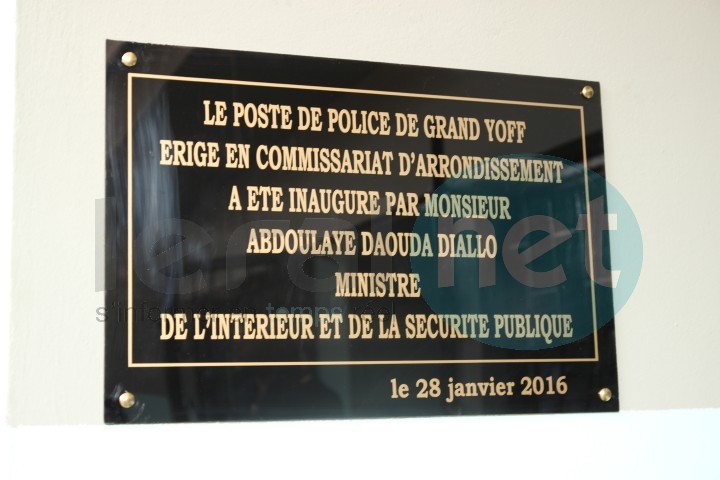 LE POSTE DE POLICE DE GRAND YOFF
ERIGE EN COMMISSARIAT D'ARRONDISSEMENT
A ETE INAUGURE PAR MONSIEUR
ABDOULAYE DAOUDA DIALLO
MINISTRE
DE L'INTERIEUR ET DE LA SECURITE PUBLIQUE
le 28 janvier 2016
net